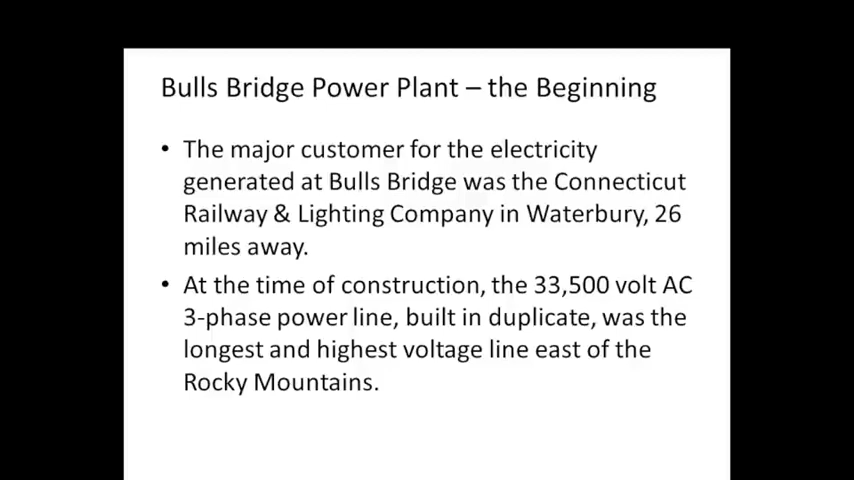 Bulls Bridge Power Plant – the Beginning
• The major customer for the electricity
generated at Bulls Bridge was the Connecticut
Railway & Lighting Company in Waterbury, 26
miles away.
• At the time of construction, the 33,500 volt AC
3-phase power line, built in duplicate, was the
longest and highest voltage line east of the
Rocky Mountains.